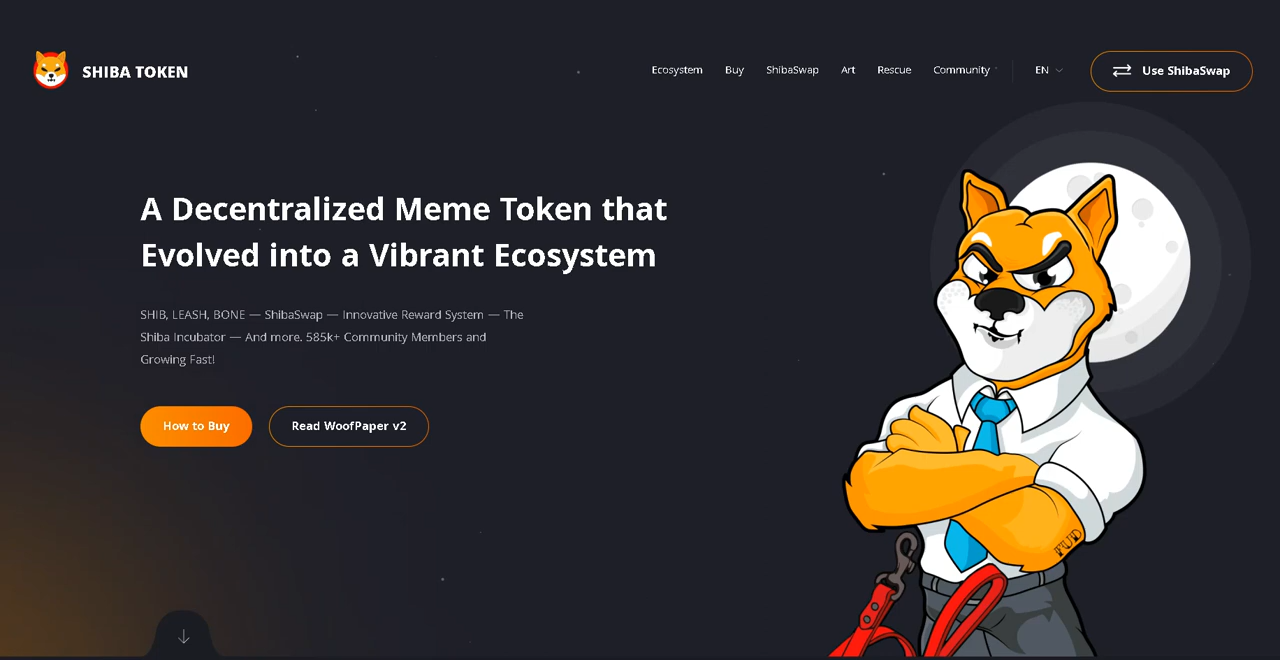 SHIBA TOKEN
Ecosystem
Buy
ShibaSwap
Art
Rescue
Community
EN
Use ShibaSwap
A Decentralized Meme Token that
Evolved into a Vibrant Ecosystem
SHIB, LEASH, BONE — ShibaSwap — Innovative Reward System — The
Shiba Incubator — And more. 585k+ Community Members and
Growing Fast!
How to Buy
Read WoofPaper v2
FUD